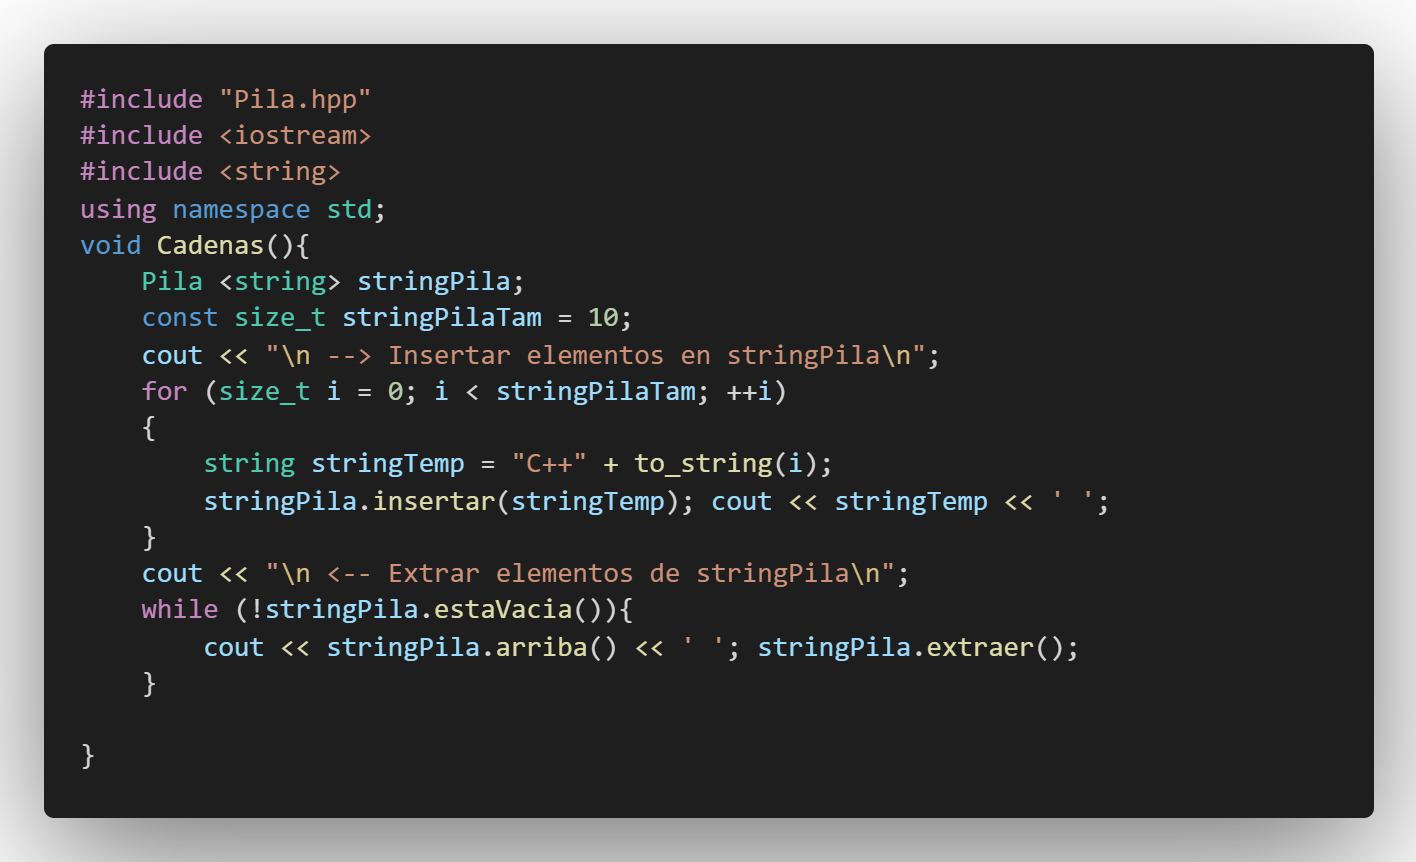 #include "Pila.hpp"
#include <iostream>
#include <string>
using namespace std;
void Cadenas(){
    Pila <string> stringPila;
    const size_t stringPilaTam = 10;
    cout << "\n --> Insertar elementos en stringPila\n";
    for (size_t i = 0; i < stringPilaTam; ++i)
    {
        string stringTemp = "C++" + to_string(i);
        stringPila.insertar(stringTemp); cout << stringTemp << ' ';
    }
    cout << "\n <-- Extrar elementos de stringPila\n";
    while (!stringPila.estaVacia()){
        cout << stringPila.arriba() << ' '; stringPila.extraer();
    }

}